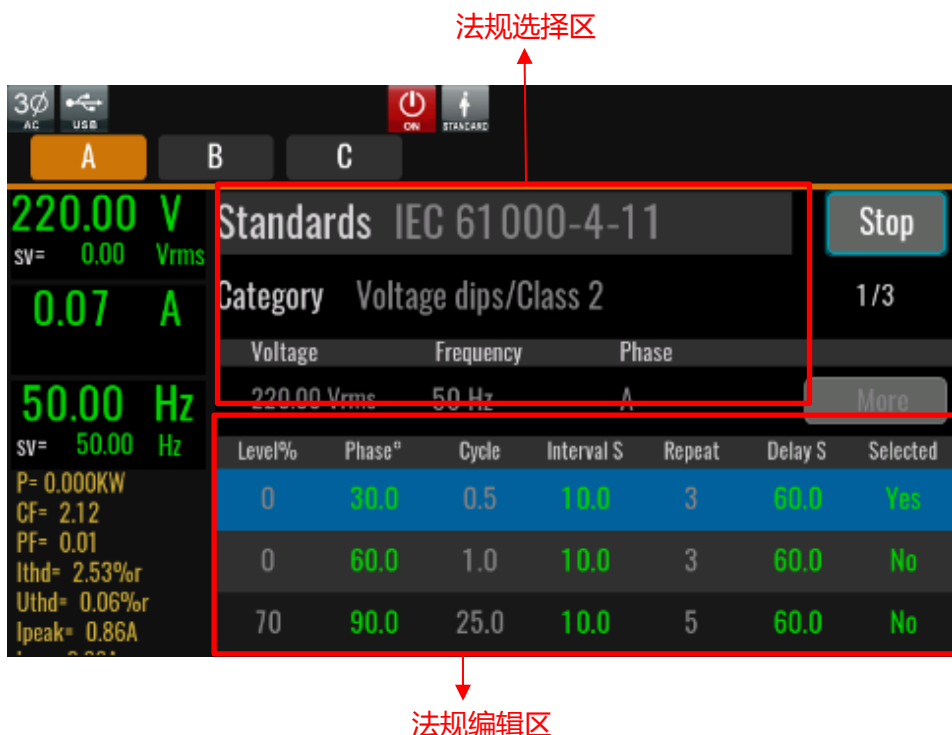 法规选择区
3Ø
AC USB ON STANDARD
A B C
220.00 V
sv= 0.00 Vrms
Standards IEC 61000-4-11
Stop
0.07 A
Category Voltage dips/Class 2
1/3
Voltage Frequency Phase
220.00 Vrms 50 Hz A More
50.00 Hz
sv= 50.00 Hz
Level% Phase° Cycle Interval S Repeat Delay S Selected
P= 0.000KW
CF= 2.12
0 30.0 0.5 10.0 3 60.0 Yes
PF= 0.01
Ithd= 2.53%r
0 60.0 1.0 10.0 3 60.0 No
Uthd= 0.06%r
Ipeak= 0.86A
70 90.0 25.0 10.0 5 60.0 No
法规编辑区